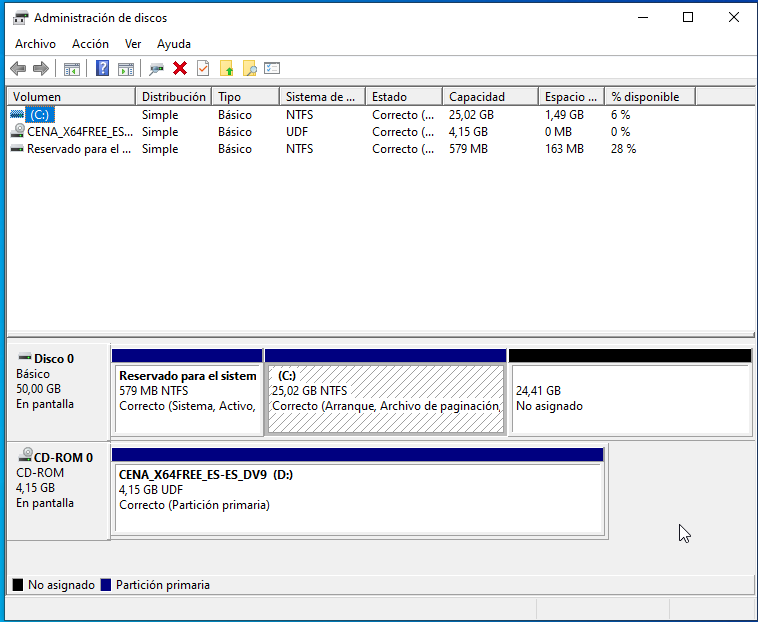 Administración de discos
Archivo Acción Ver Ayuda
Volumen Distribución Tipo Sistema de ... Estado Capacidad Espacio ... % disponible
(C:) Simple Básico NTFS Correcto (... 25,02 GB 1,49 GB 6 %
CENA_X64FREE_ES... Simple Básico UDF Correcto (... 4,15 GB 0 MB 0 %
Reservado para el ... Simple Básico NTFS Correcto (... 579 MB 163 MB 28 %
Disco 0
Básico
50,00 GB
En pantalla
Reservado para el sistem
579 MB NTFS
Correcto (Sistema, Activo,
(C:)
25,02 GB NTFS
Correcto (Arranque, Archivo de paginación,
24,41 GB
No asignado
CD-ROM 0
CD-ROM
4,15 GB
En pantalla
CENA_X64FREE_ES-ES_DV9 (D:)
4,15 GB UDF
Correcto (Partición primaria)
No asignado Partición primaria